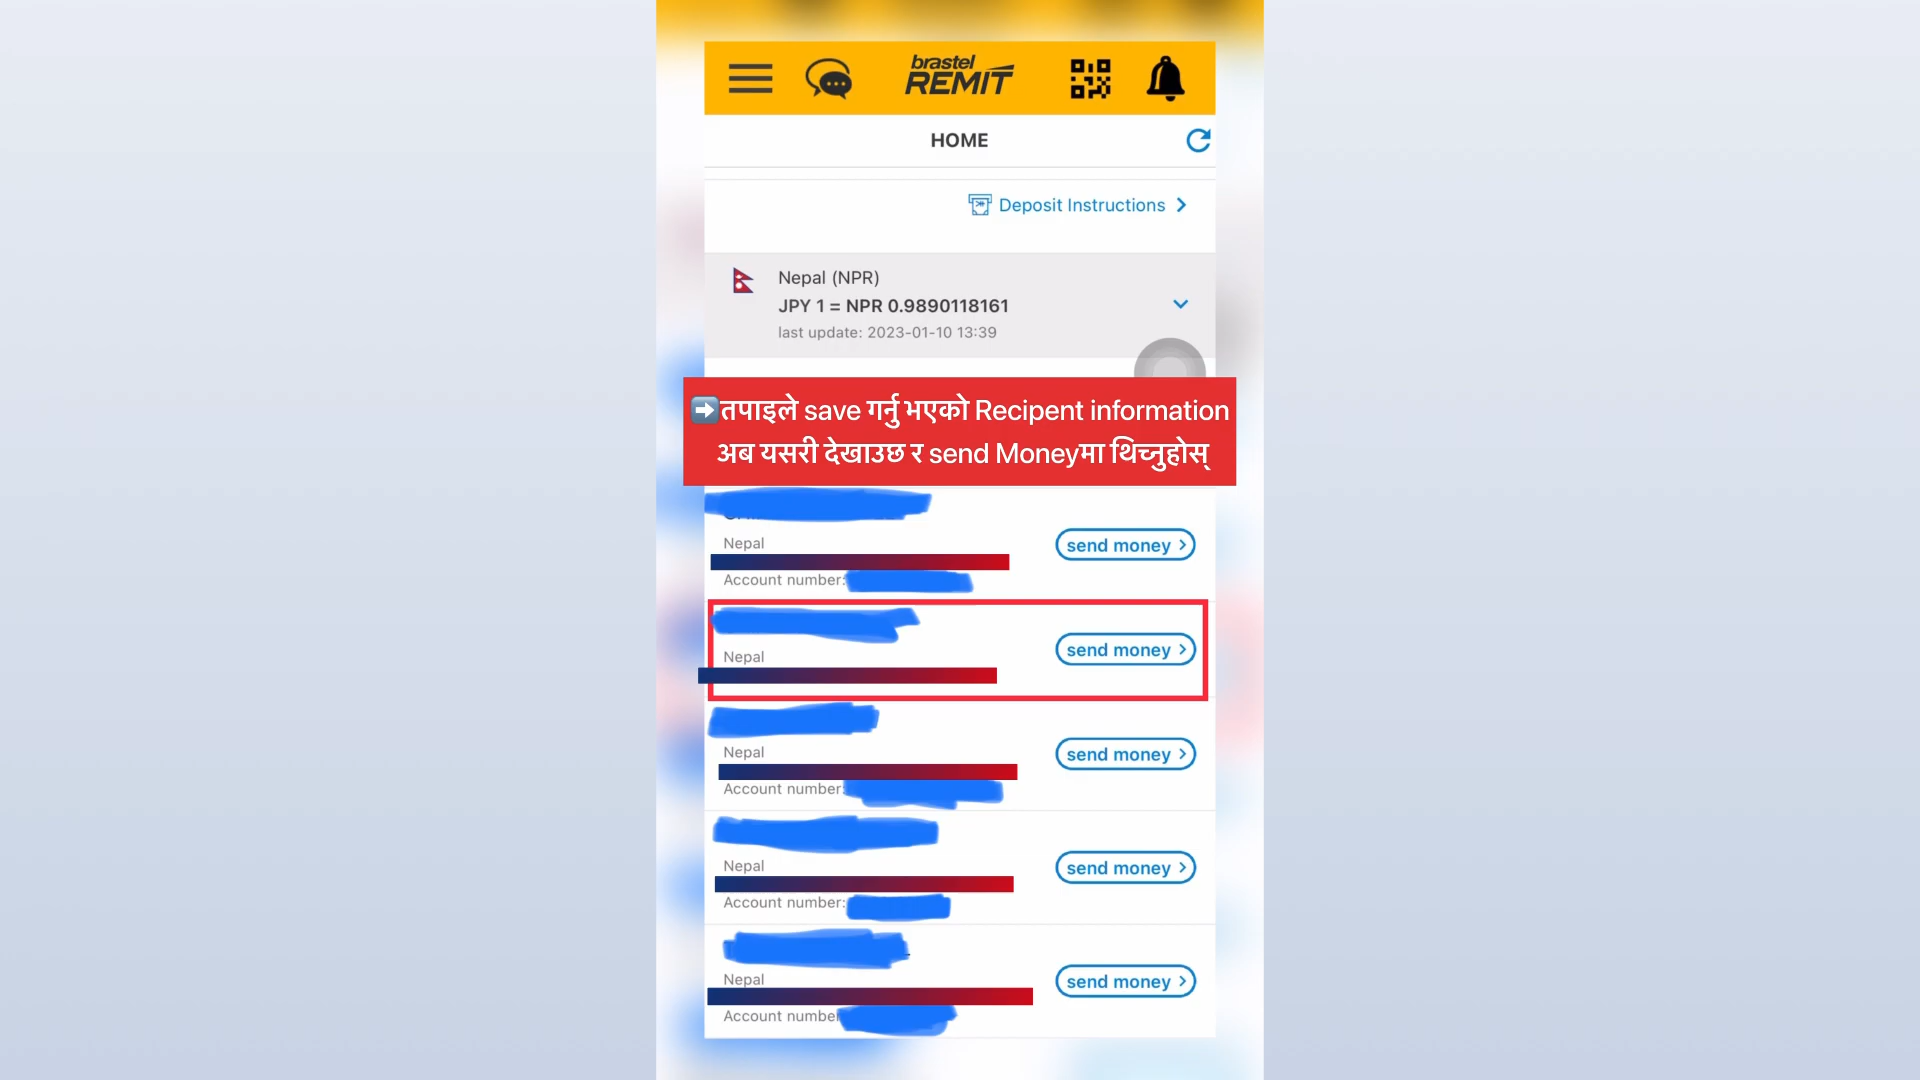 brastel
REMIT
HOME
Deposit Instructions
Nepal (NPR)
JPY 1 = NPR 0.9890118161
last update: 2023-01-10 13:39
➡️तपाइले save गर्नु भएको Recipent information
अब यसरी देखाउछ र send Moneyमा थिच्नुहोस्
Nepal
send money
Account number:
Nepal
send money
Nepal
send money
Account number:
Nepal
send money
Account number:
Nepal
send money
Account number